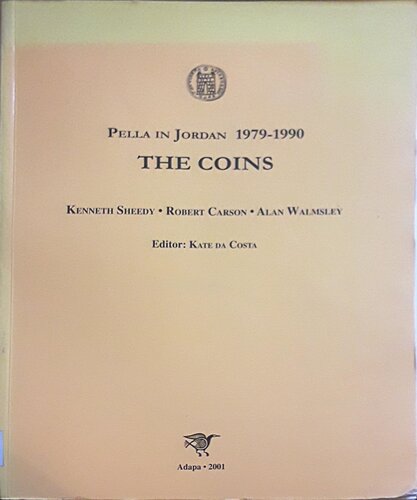 PELLA IN JORDAN 1979-1990
THE COINS
KENNETH SHEEDY • ROBERT CARSON • ALAN WALMSLEY
Editor: KATE DA COSTA
Adapa • 2001